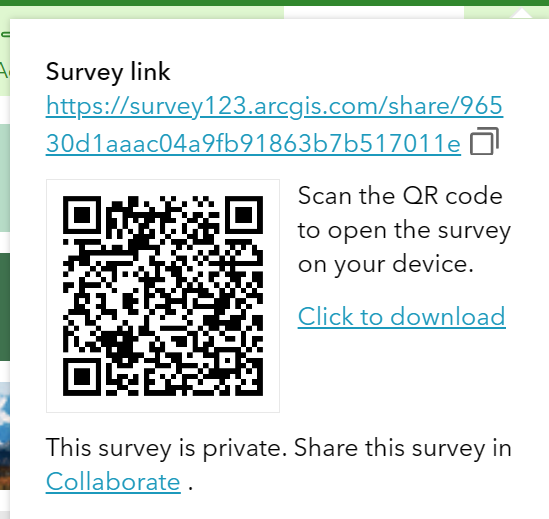 Survey link
https://survey123.arcgis.com/share/965
30d1aaac04a9fb91863b7b517011e
Scan the QR code
to open the survey
on your device.
Click to download
This survey is private. Share this survey in
Collaborate .